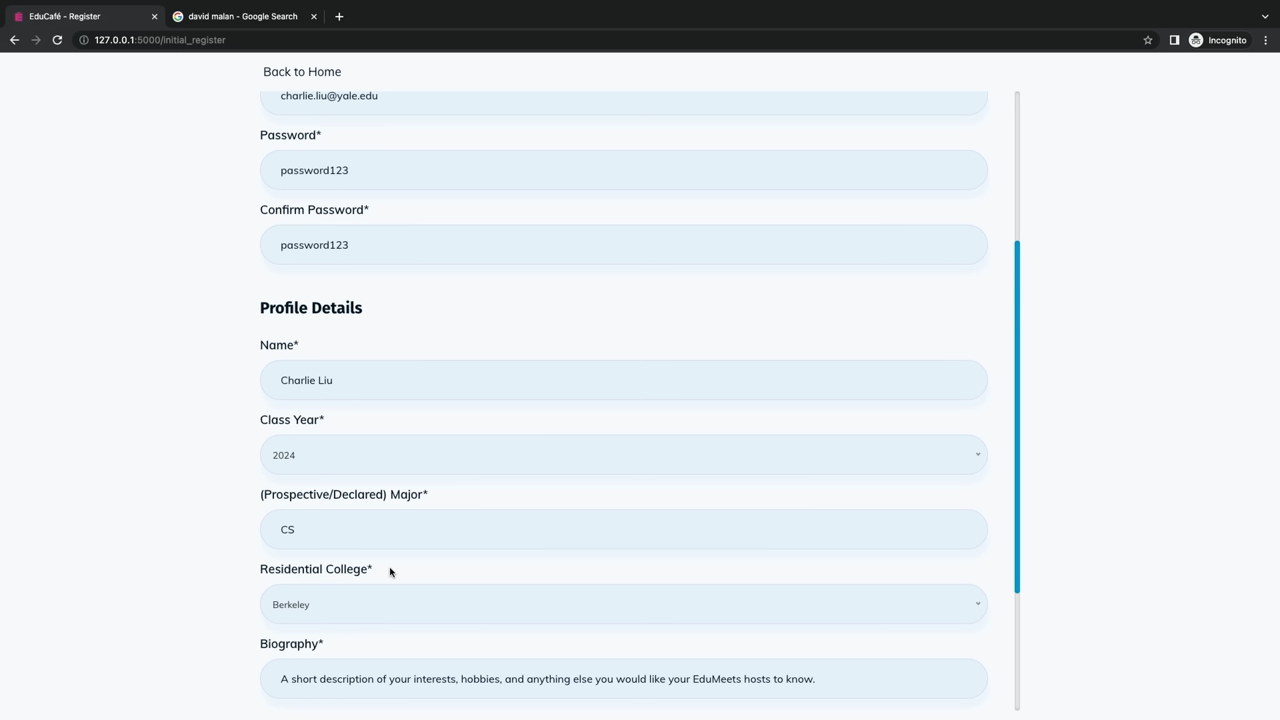 EduCafé - Register
david malan - Google Search
127.0.0.1:5000/initial_register
Incognito
Back to Home
charlie.liu@yale.edu
Password*
password123
Confirm Password*
password123
Profile Details
Name*
Charlie Liu
Class Year*
2024
(Prospective/Declared) Major*
CS
Residential College*
Berkeley
Biography*
A short description of your interests, hobbies, and anything else you would like your EduMeets hosts to know.